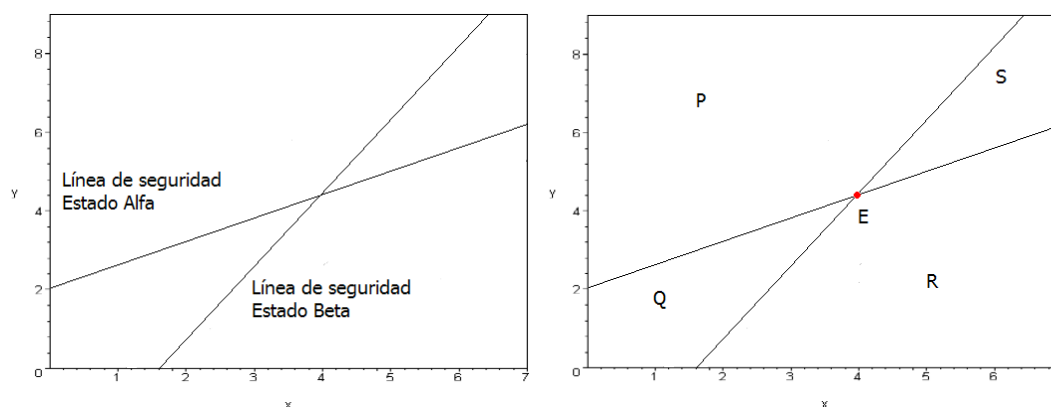 8
6
Línea de seguridad
Estado Alfa
Y
4
Línea de seguridad
Estado Beta
2
0
1 2 3 4 5 6 7
x
8
S
P
6
Y
4
E
R
2
Q
0
1 2 3 4 5 6
x